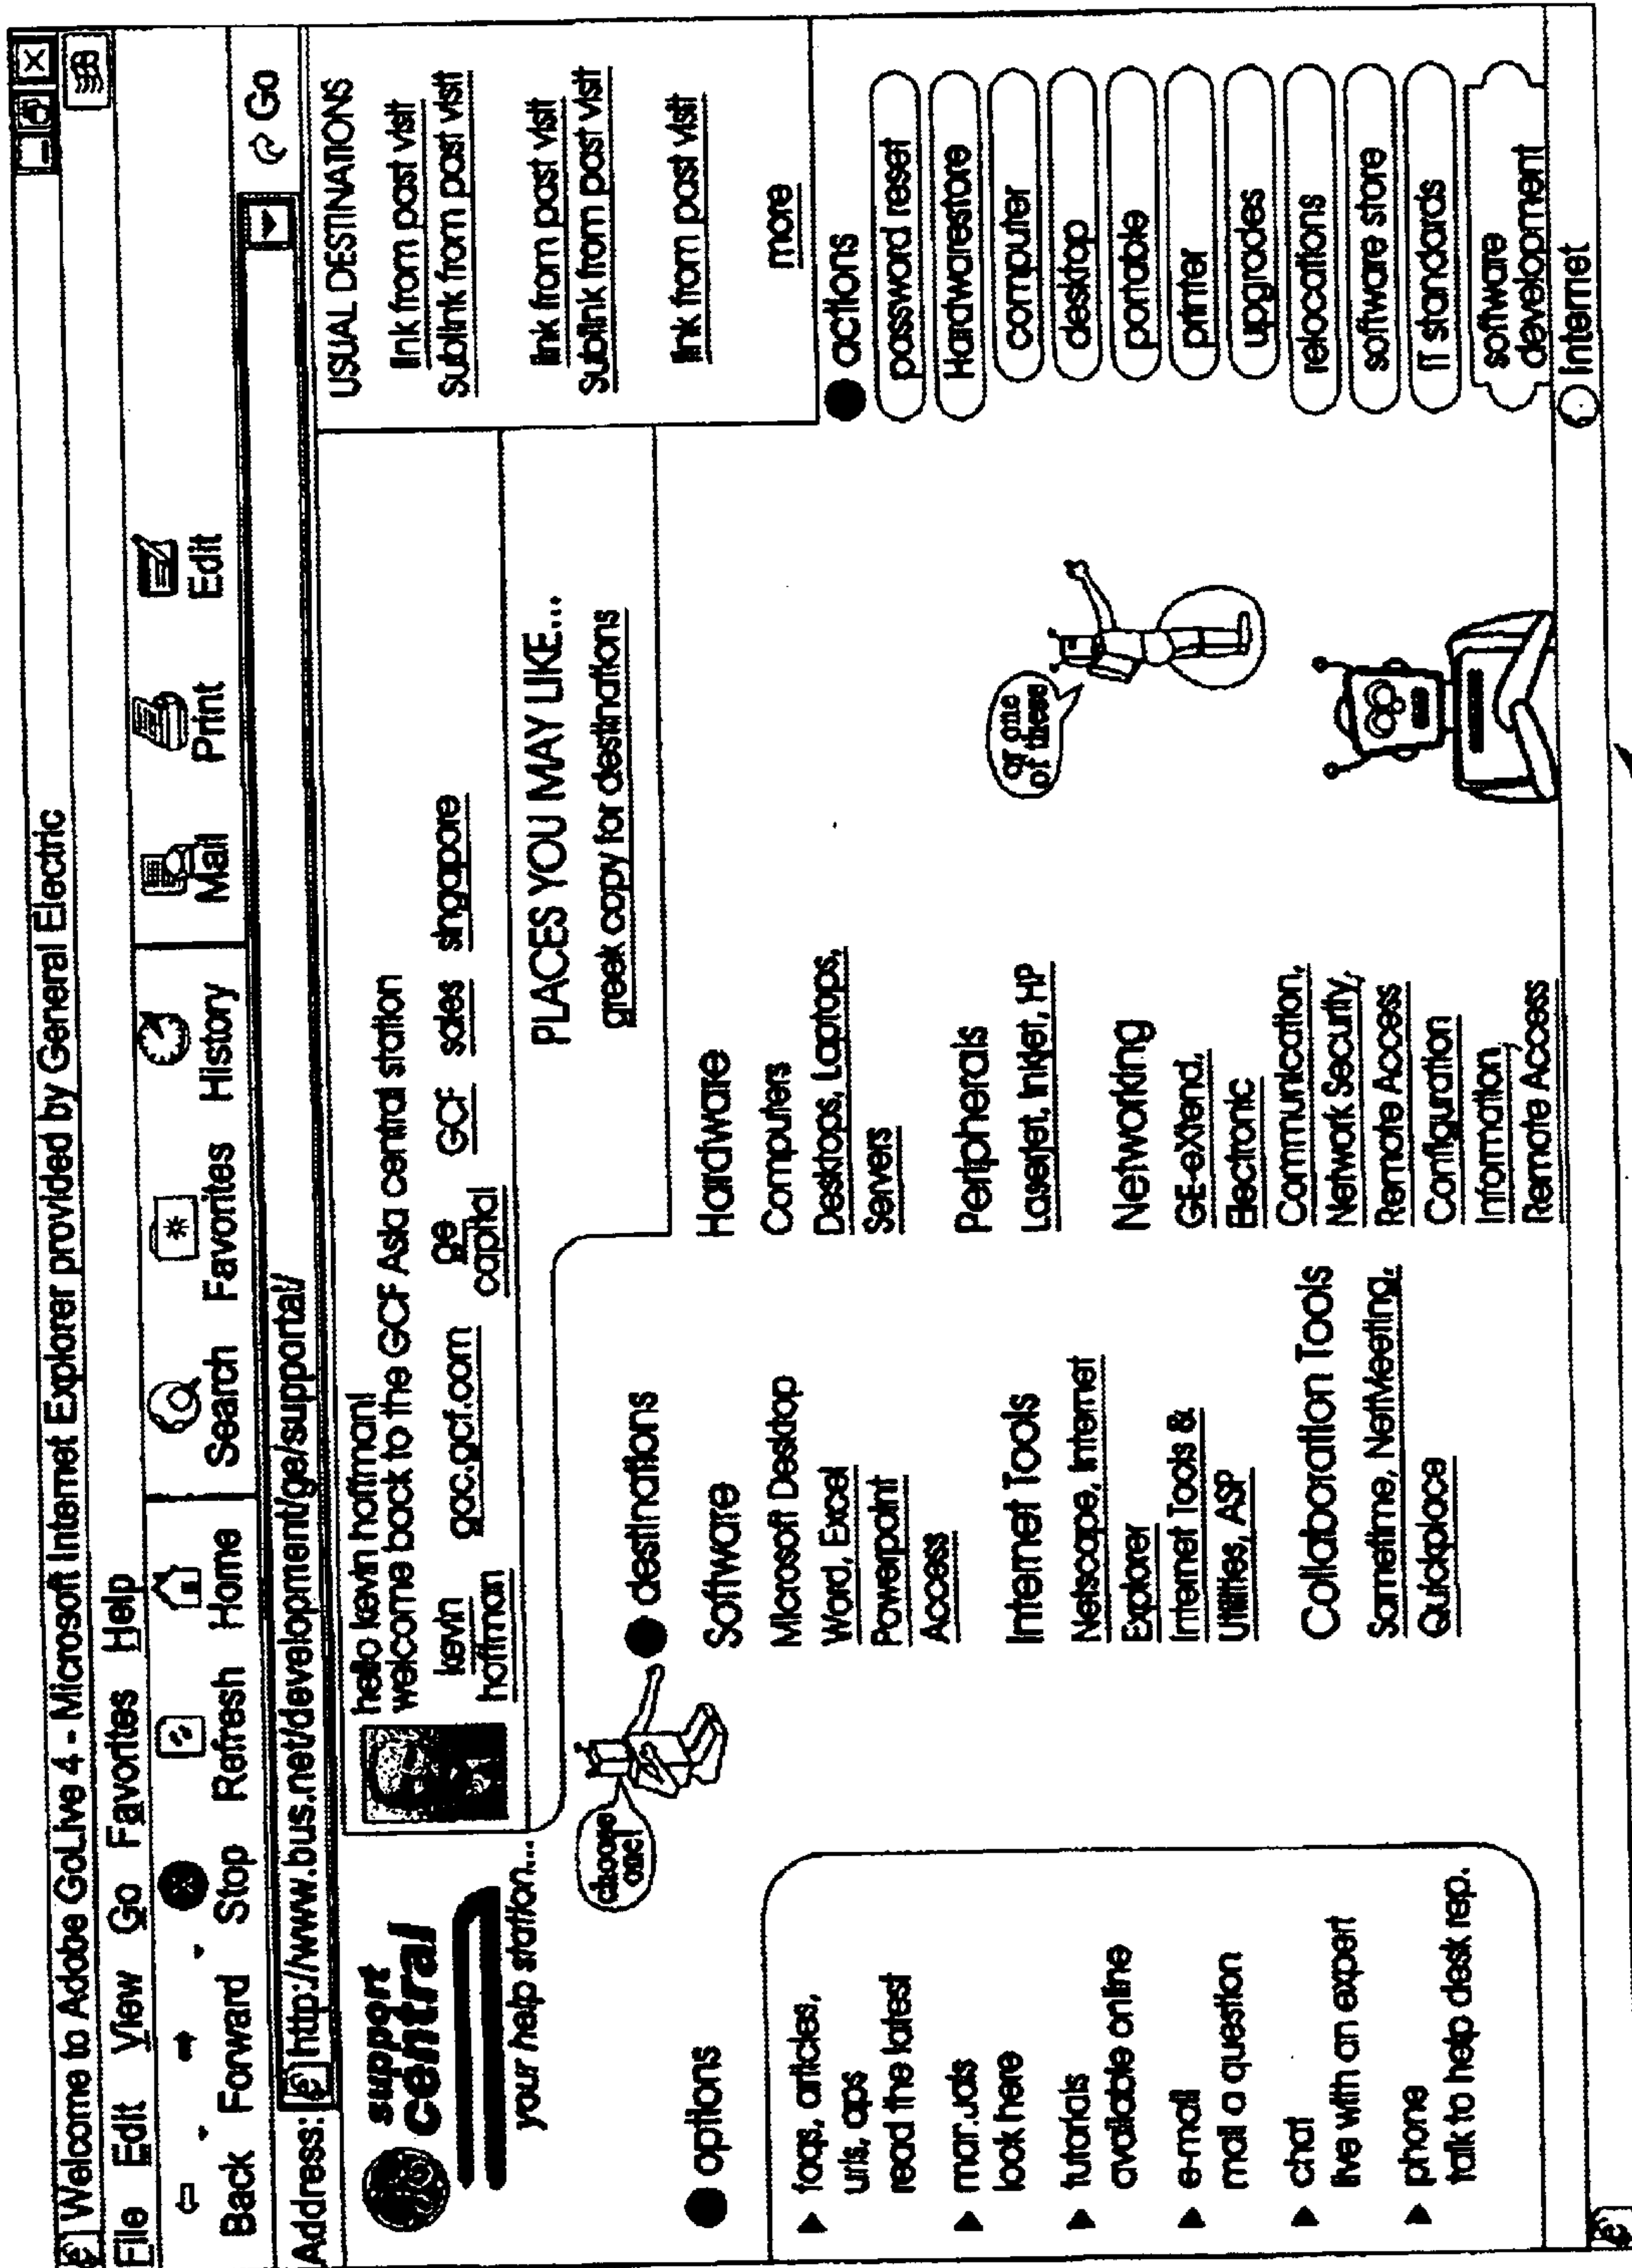 Welcome to Adobe GoLive 4 - Microsoft Internet Explorer provided by General Electric
File Edit View Go Favorites Help
Back Forward Stop Refresh Home Search Favorites History Mail Print Edit
Address: http://www.bus.net/development/ge/supportal/ Go
support
central
your help station...
hello kevin hoffman!
welcome back to the GCF Asia central station
kevin
hoffman
gac.gcf.com
ge
capital
GCF
sales
singapore
PLACES YOU MAY LIKE...
greek copy for destinations
USUAL DESTINATIONS
link from past visit
Sublink from past visit
link from past visit
Sublink from past visit
link from past visit
more
options
faqs, articles,
urls, aps
read the latest
manuals
look here
tutorials
available online
e-mail
mail a question
chat
live with an expert
phone
talk to help desk rep.
choose
one!
destinations
Software
Microsoft Desktop
Word, Excel
Powerpoint
Access
Internet Tools
Netscape, Internet
Explorer
Internet Tools &
Utilities, ASP
Collaboration Tools
Sametime, NetMeeting,
Quickplace
Hardware
Computers
Desktops, Laptops,
Servers
Peripherals
Laserjet, Inkjet, HP
Networking
GE-eXtend,
Electronic
Communication,
Network Security,
Remote Access
Configuration
Information,
Remote Access
or one
of these
actions
password reset
Hardwarestore
computer
desktop
portable
printer
upgrades
relocations
software store
IT standards
software
development
Internet